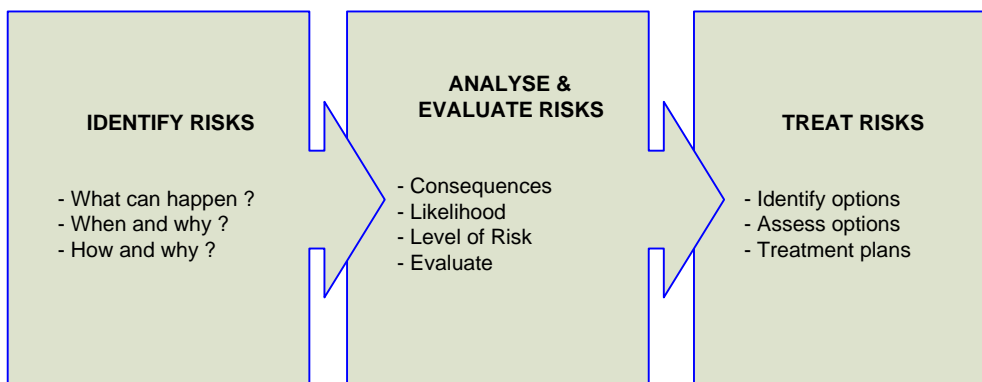 IDENTIFY RISKS
- What can happen ?
- When and why ?
- How and why ?
ANALYSE &
EVALUATE RISKS
- Consequences
- Likelihood
- Level of Risk
- Evaluate
TREAT RISKS
- Identify options
- Assess options
- Treatment plans